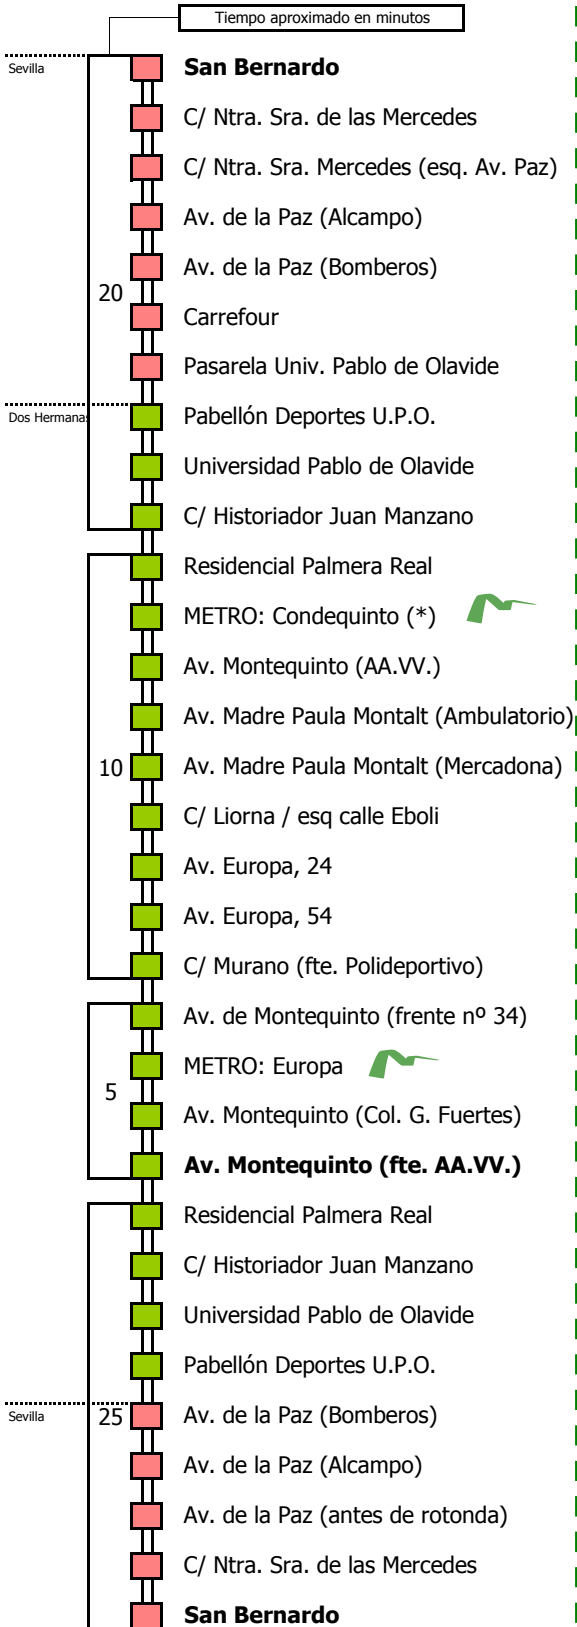 Tiempo aproximado en minutos
Sevilla
San Bernardo
C/ Ntra. Sra. de las Mercedes
C/ Ntra. Sra. Mercedes (esq. Av. Paz)
Av. de la Paz (Alcampo)
Av. de la Paz (Bomberos)
20
Carrefour
Pasarela Univ. Pablo de Olavide
Dos Hermanas
Pabellón Deportes U.P.O.
Universidad Pablo de Olavide
C/ Historiador Juan Manzano
Residencial Palmera Real
METRO: Condequinto (*)
Av. Montequinto (AA.VV.)
Av. Madre Paula Montalt (Ambulatorio)
10
Av. Madre Paula Montalt (Mercadona)
C/ Liorna / esq calle Eboli
Av. Europa, 24
Av. Europa, 54
C/ Murano (fte. Polideportivo)
Av. de Montequinto (frente nº 34)
METRO: Europa
5
Av. Montequinto (Col. G. Fuertes)
Av. Montequinto (fte. AA.VV.)
Residencial Palmera Real
C/ Historiador Juan Manzano
Universidad Pablo de Olavide
Pabellón Deportes U.P.O.
Sevilla
25
Av. de la Paz (Bomberos)
Av. de la Paz (Alcampo)
Av. de la Paz (antes de rotonda)
C/ Ntra. Sra. de las Mercedes
San Bernardo